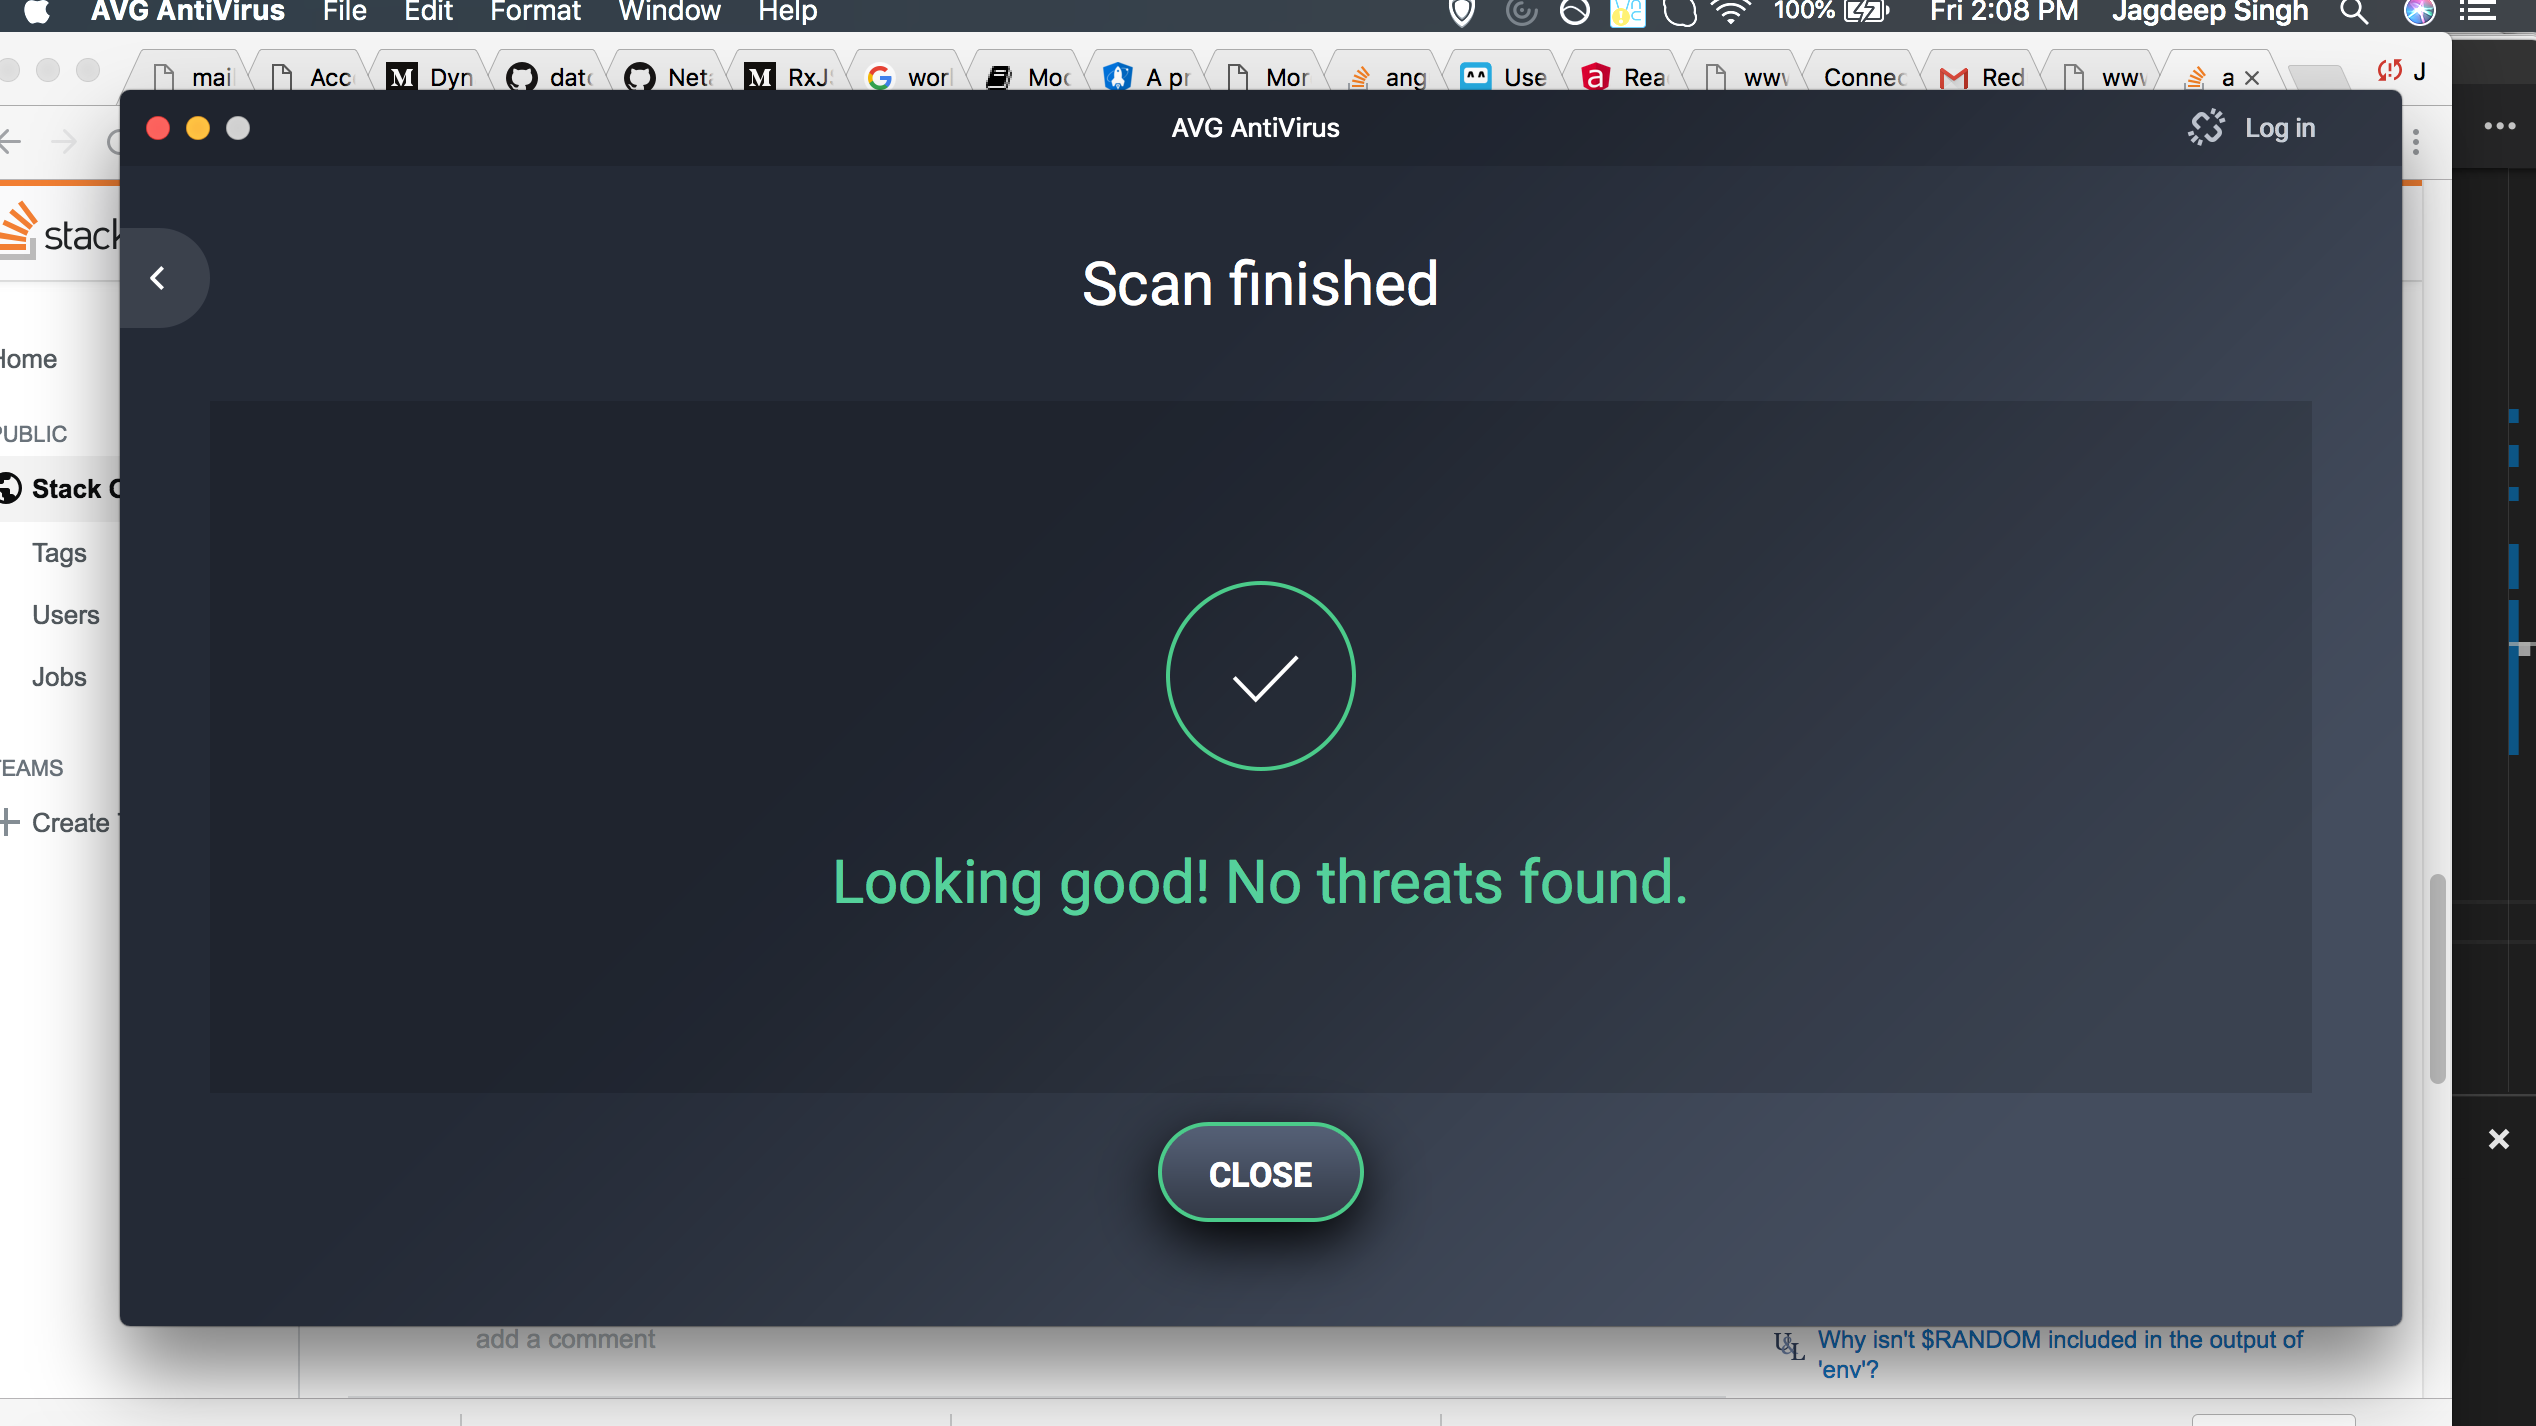 AVG AntiVirus File Edit Format Window Help 100% Fri 2:08 PM Jagdeep Singh
mai Acc M Dyn dat Net M RxJ wor Moc A pr Mor ang Use Rea www Connec Red www a J
AVG AntiVirus Log in
stack
Home
PUBLIC
Stack
Tags
Users
Jobs
TEAMS
Create
Scan finished
Looking good! No threats found.
CLOSE
add a comment
U&L Why isn't $RANDOM included in the output of
'env'?